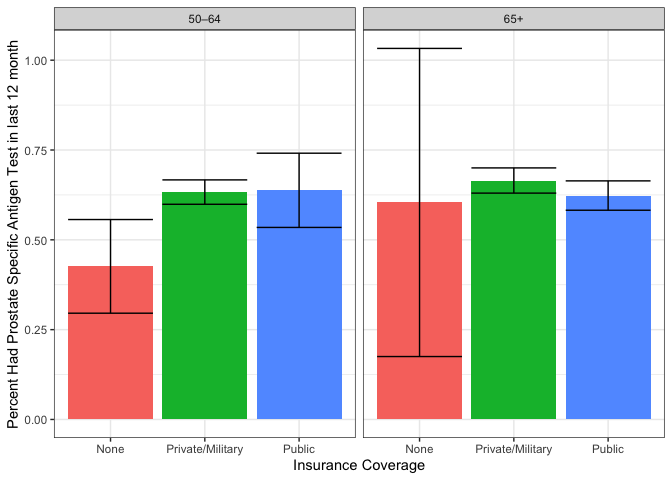 50–64
65+
Percent Had Prostate Specific Antigen Test in last 12 month
1.00
0.75
0.50
0.25
0.00
None
Private/Military
Public
None
Private/Military
Public
Insurance Coverage